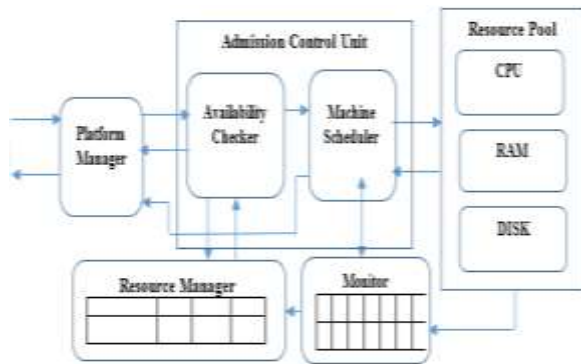 Admission Control Unit
Resource Pool
Platform
Manager
Availability
Checker
Machine
Scheduler
CPU
RAM
DISK
Resource Manager
Monitor